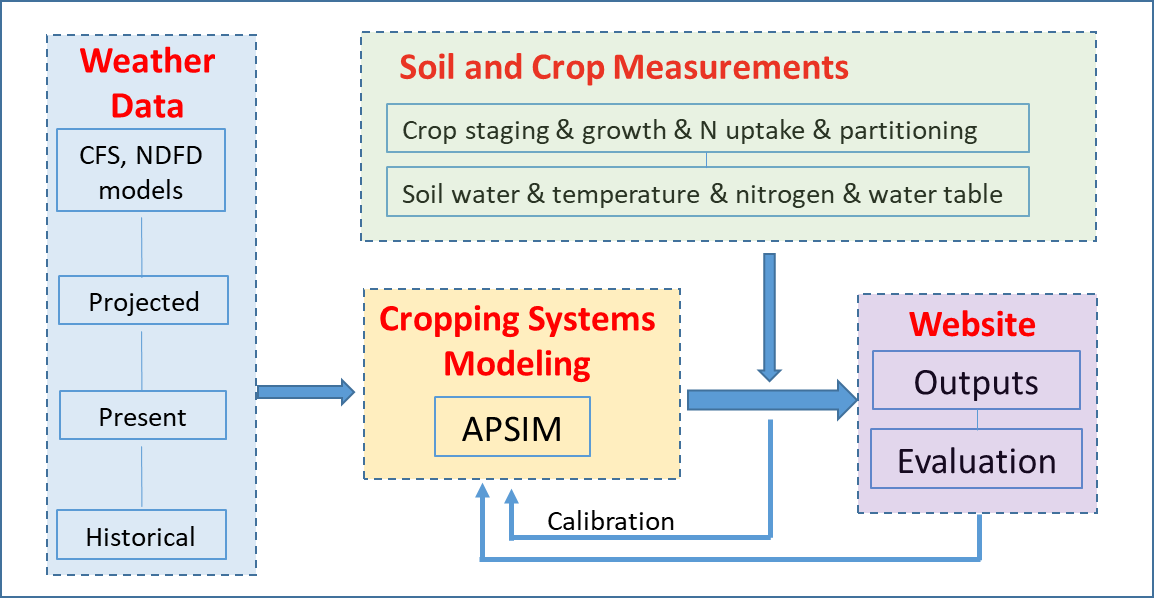 Weather
Data
CFS, NDFD
models
Projected
Present
Historical
Soil and Crop Measurements
Crop staging & growth & N uptake & partitioning
Soil water & temperature & nitrogen & water table
Cropping Systems
Modeling
APSIM
Calibration
Website
Outputs
Evaluation